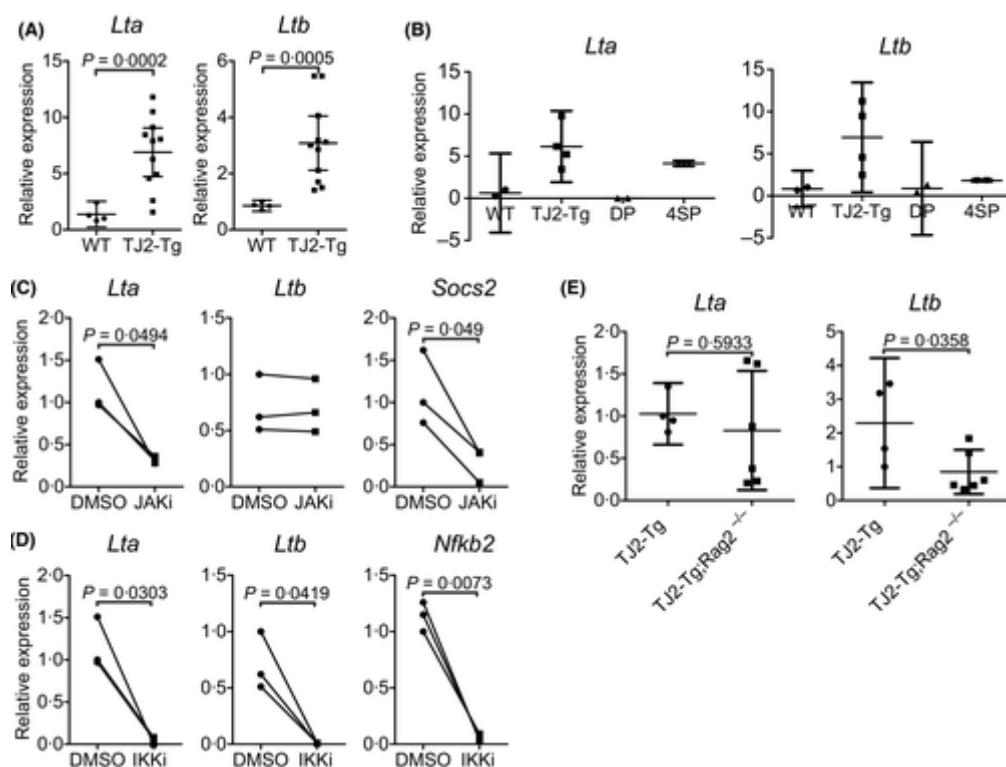 (A)
Lta
Ltb
P = 0·0002
P = 0·0005
Relative expression
15
10
5
0
6
4
2
0
WT TJ2-Tg
WT TJ2-Tg
(B)
Lta
Ltb
Relative expression
15
10
5
0
–5
15
10
5
0
–5
WT TJ2-Tg DP 4SP
WT TJ2-Tg DP 4SP
(C)
Lta
Ltb
Socs2
P = 0·0494
P = 0·049
Relative expression
2·0
1·5
1·0
0·5
0·0
1·5
1·0
0·5
0·0
2·0
1·5
1·0
0·5
0·0
DMSO JAKi
DMSO JAKi
DMSO JAKi
(D)
Lta
Ltb
Nfkb2
P = 0·0303
P = 0·0419
P = 0·0073
Relative expression
2·0
1·5
1·0
0·5
0·0
1·5
1·0
0·5
0·0
1·5
1·0
0·5
0·0
DMSO IKKi
DMSO IKKi
DMSO IKKi
(E)
Lta
Ltb
P = 0·5933
P = 0·0358
Relative expression
2·0
1·5
1·0
0·5
0·0
5
4
3
2
1
0
TJ2-Tg
TJ2-Tg;Rag2⁻/⁻
TJ2-Tg
TJ2-Tg;Rag2⁻/⁻